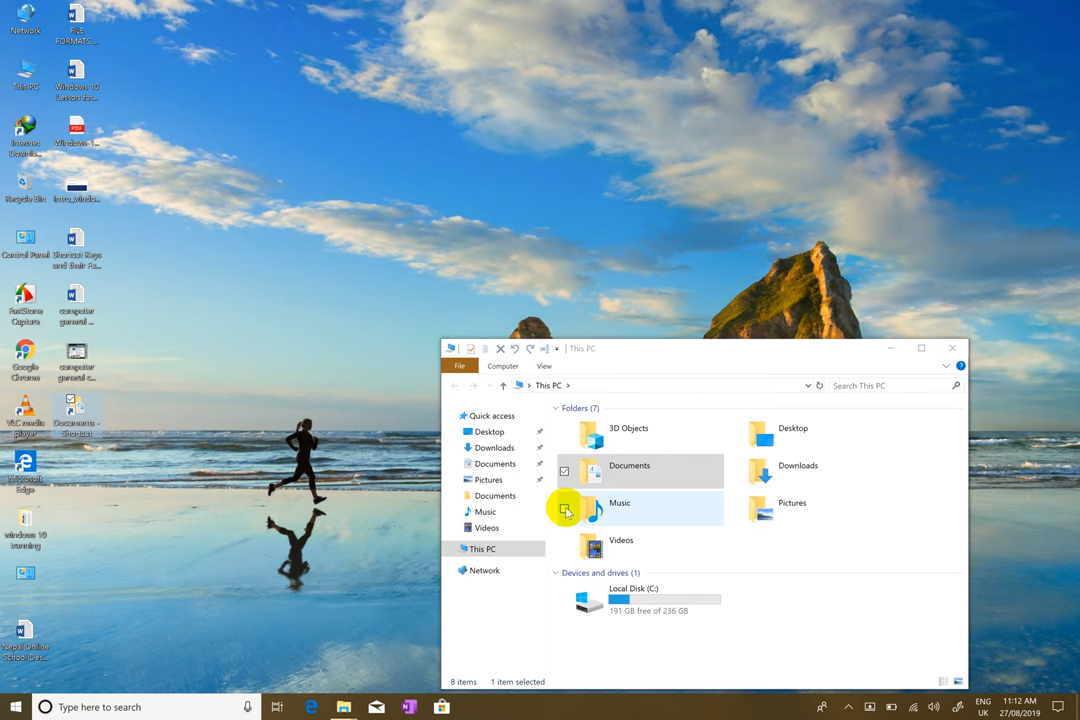 Network
FILE
FORMATS ...
This PC
Windows 10
Lesson for...
Internet
Downlo...
Windows-1...
Recycle Bin
Intro_windo...
Control Panel
Shortcut Keys
and their Fu...
FastStone
Capture
computer
general ...
Google
Chrome
computer
general c...
VLC media
player
Documents -
Shortcut
Microsoft
Edge
windows 10
tranning
Nepal Online
School (Des...
PDF
This PC
File
Computer
View
This PC
Search This PC
Quick access
Desktop
Downloads
Documents
Pictures
Documents
Music
Videos
This PC
Network
Folders (7)
3D Objects
Desktop
Documents
Downloads
Music
Pictures
Videos
Devices and drives (1)
Local Disk (C:)
191 GB free of 236 GB
8 items
1 item selected
Type here to search
ENG
UK
11:12 AM
27/08/2019